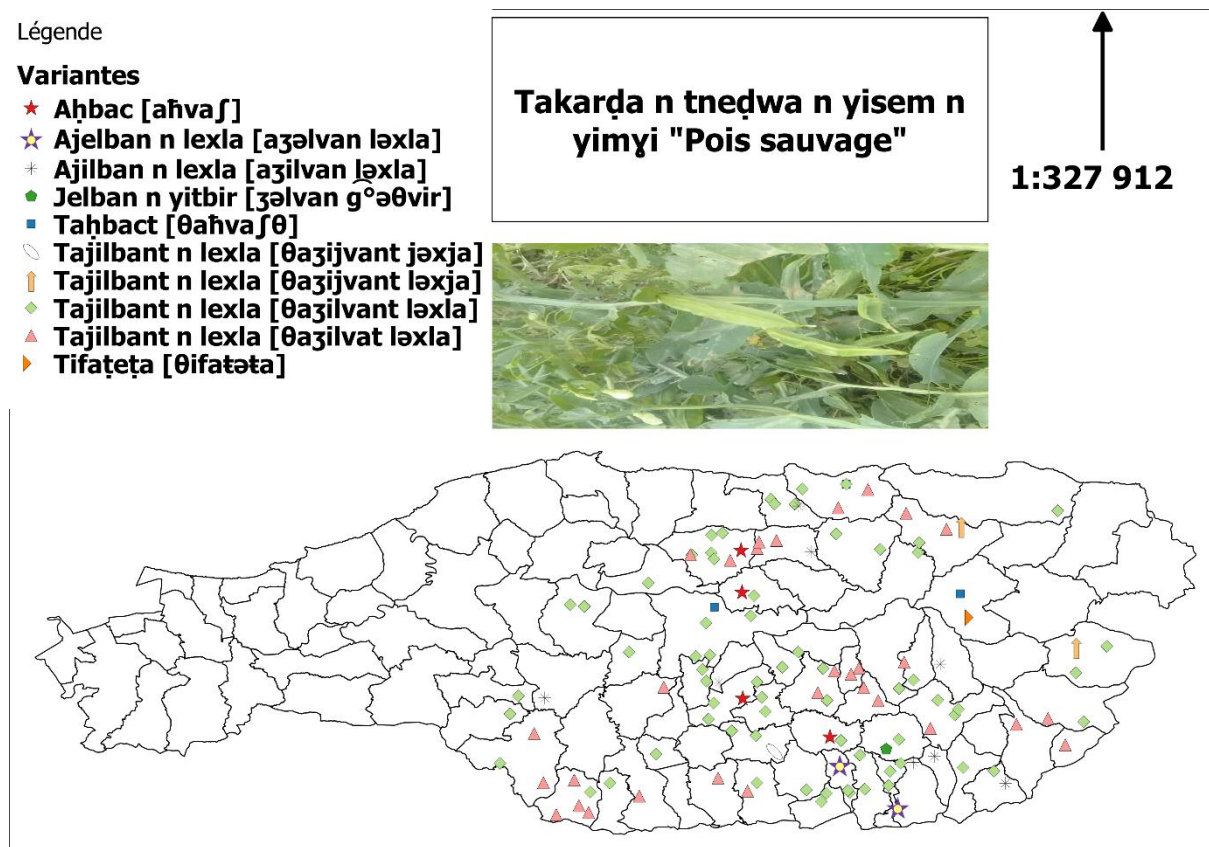 Légende
Variantes
Aḥbac [aħvaʃ]
Ajelban n lexla [aʒəlvan ləxla]
Ajilban n lexla [aʒilvan ləxla]
Jelban n yitbir [ʒəlvan g͡°əθvir]
Taḥbact [θaħvaʃθ]
Tajilbant n lexla [θaʒijvant jəxja]
Tajilbant n lexla [θaʒijvant ləxja]
Tajilbant n lexla [θaʒilvant ləxla]
Tajilbant n lexla [θaʒilvat ləxla]
Tifaṭeṭa [θifaŧəŧa]
Takarḍa n tneḍwa n yisem n
yimɣi "Pois sauvage"
1:327 912